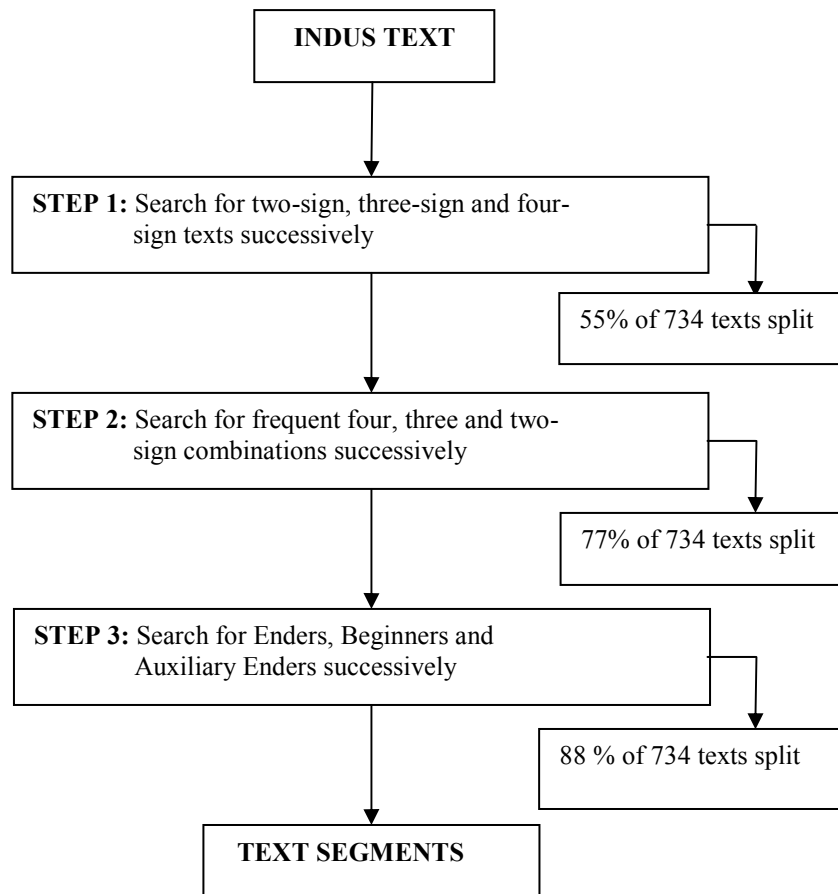 INDUS TEXT
STEP 1: Search for two-sign, three-sign and four-
sign texts successively
55% of 734 texts split
STEP 2: Search for frequent four, three and two-
sign combinations successively
77% of 734 texts split
STEP 3: Search for Enders, Beginners and
Auxiliary Enders successively
88 % of 734 texts split
TEXT SEGMENTS